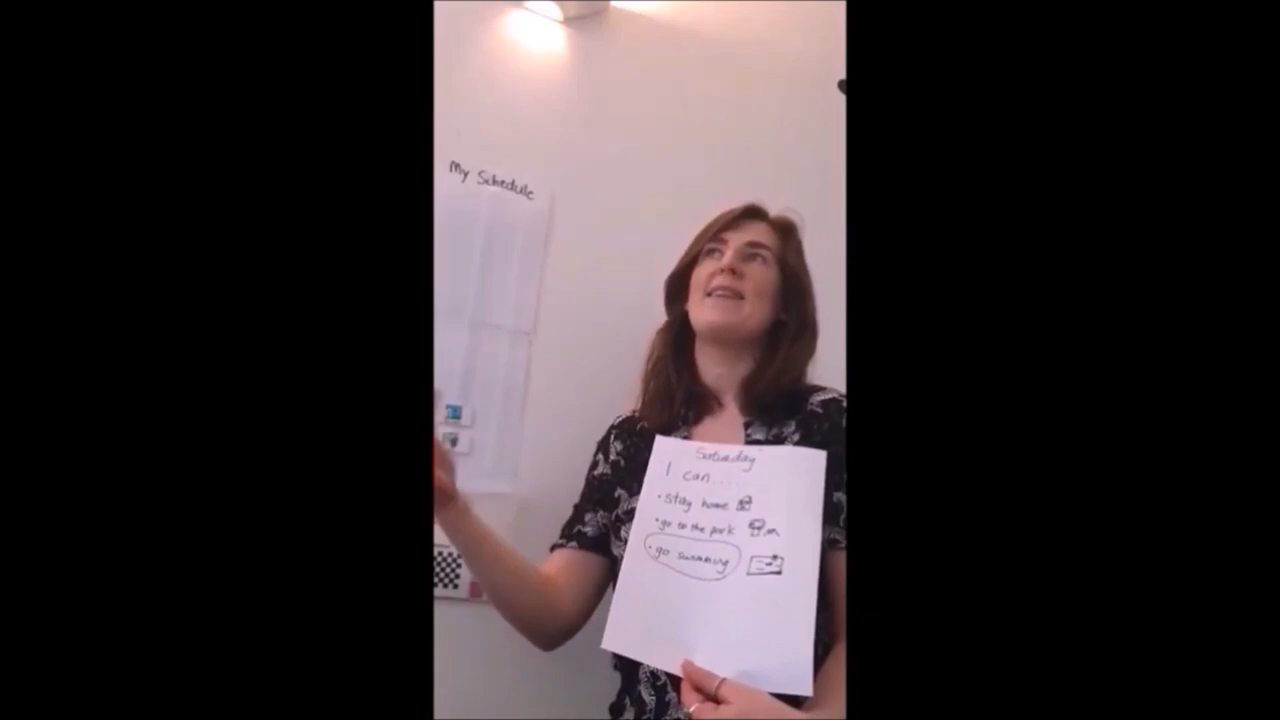 My Schedule
Saturday
I can......
• stay home
• go to the park
• go swimming